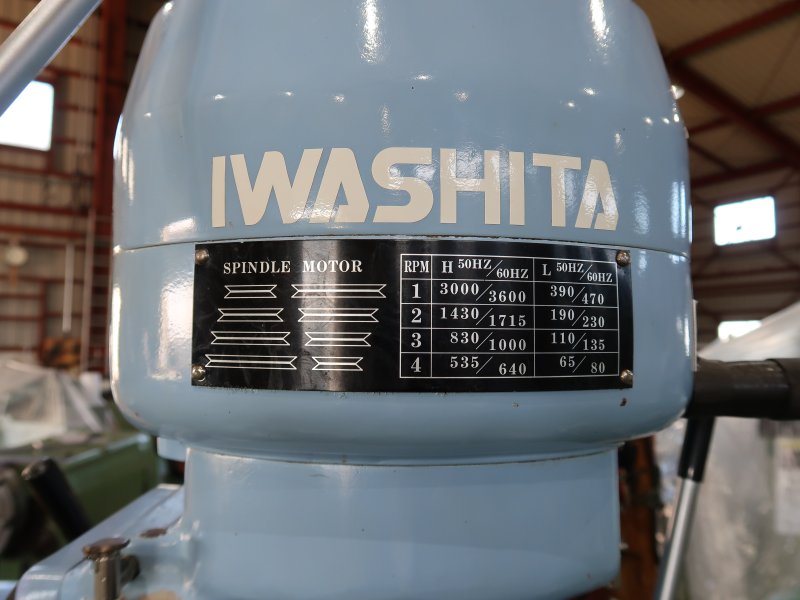 IWASHITA
SPINDLE MOTOR
RPM H 50HZ/60HZ L 50HZ/60HZ
1 3000/3600 390/470
2 1430/1715 190/230
3 830/1000 110/135
4 535/640 65/80